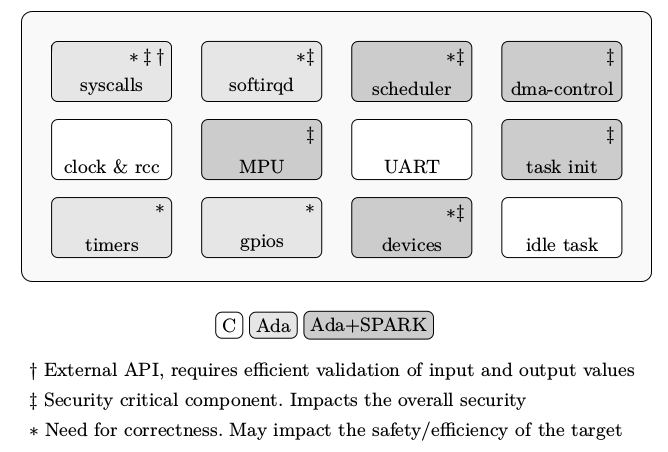 * ‡ † *‡ *‡ ‡
syscalls softirqd scheduler dma-control
‡ ‡
clock & rcc MPU UART task init
* * *‡
timers gpios devices idle task
C Ada Ada+SPARK
† External API, requires efficient validation of input and output values
‡ Security critical component. Impacts the overall security
* Need for correctness. May impact the safety/efficiency of the target